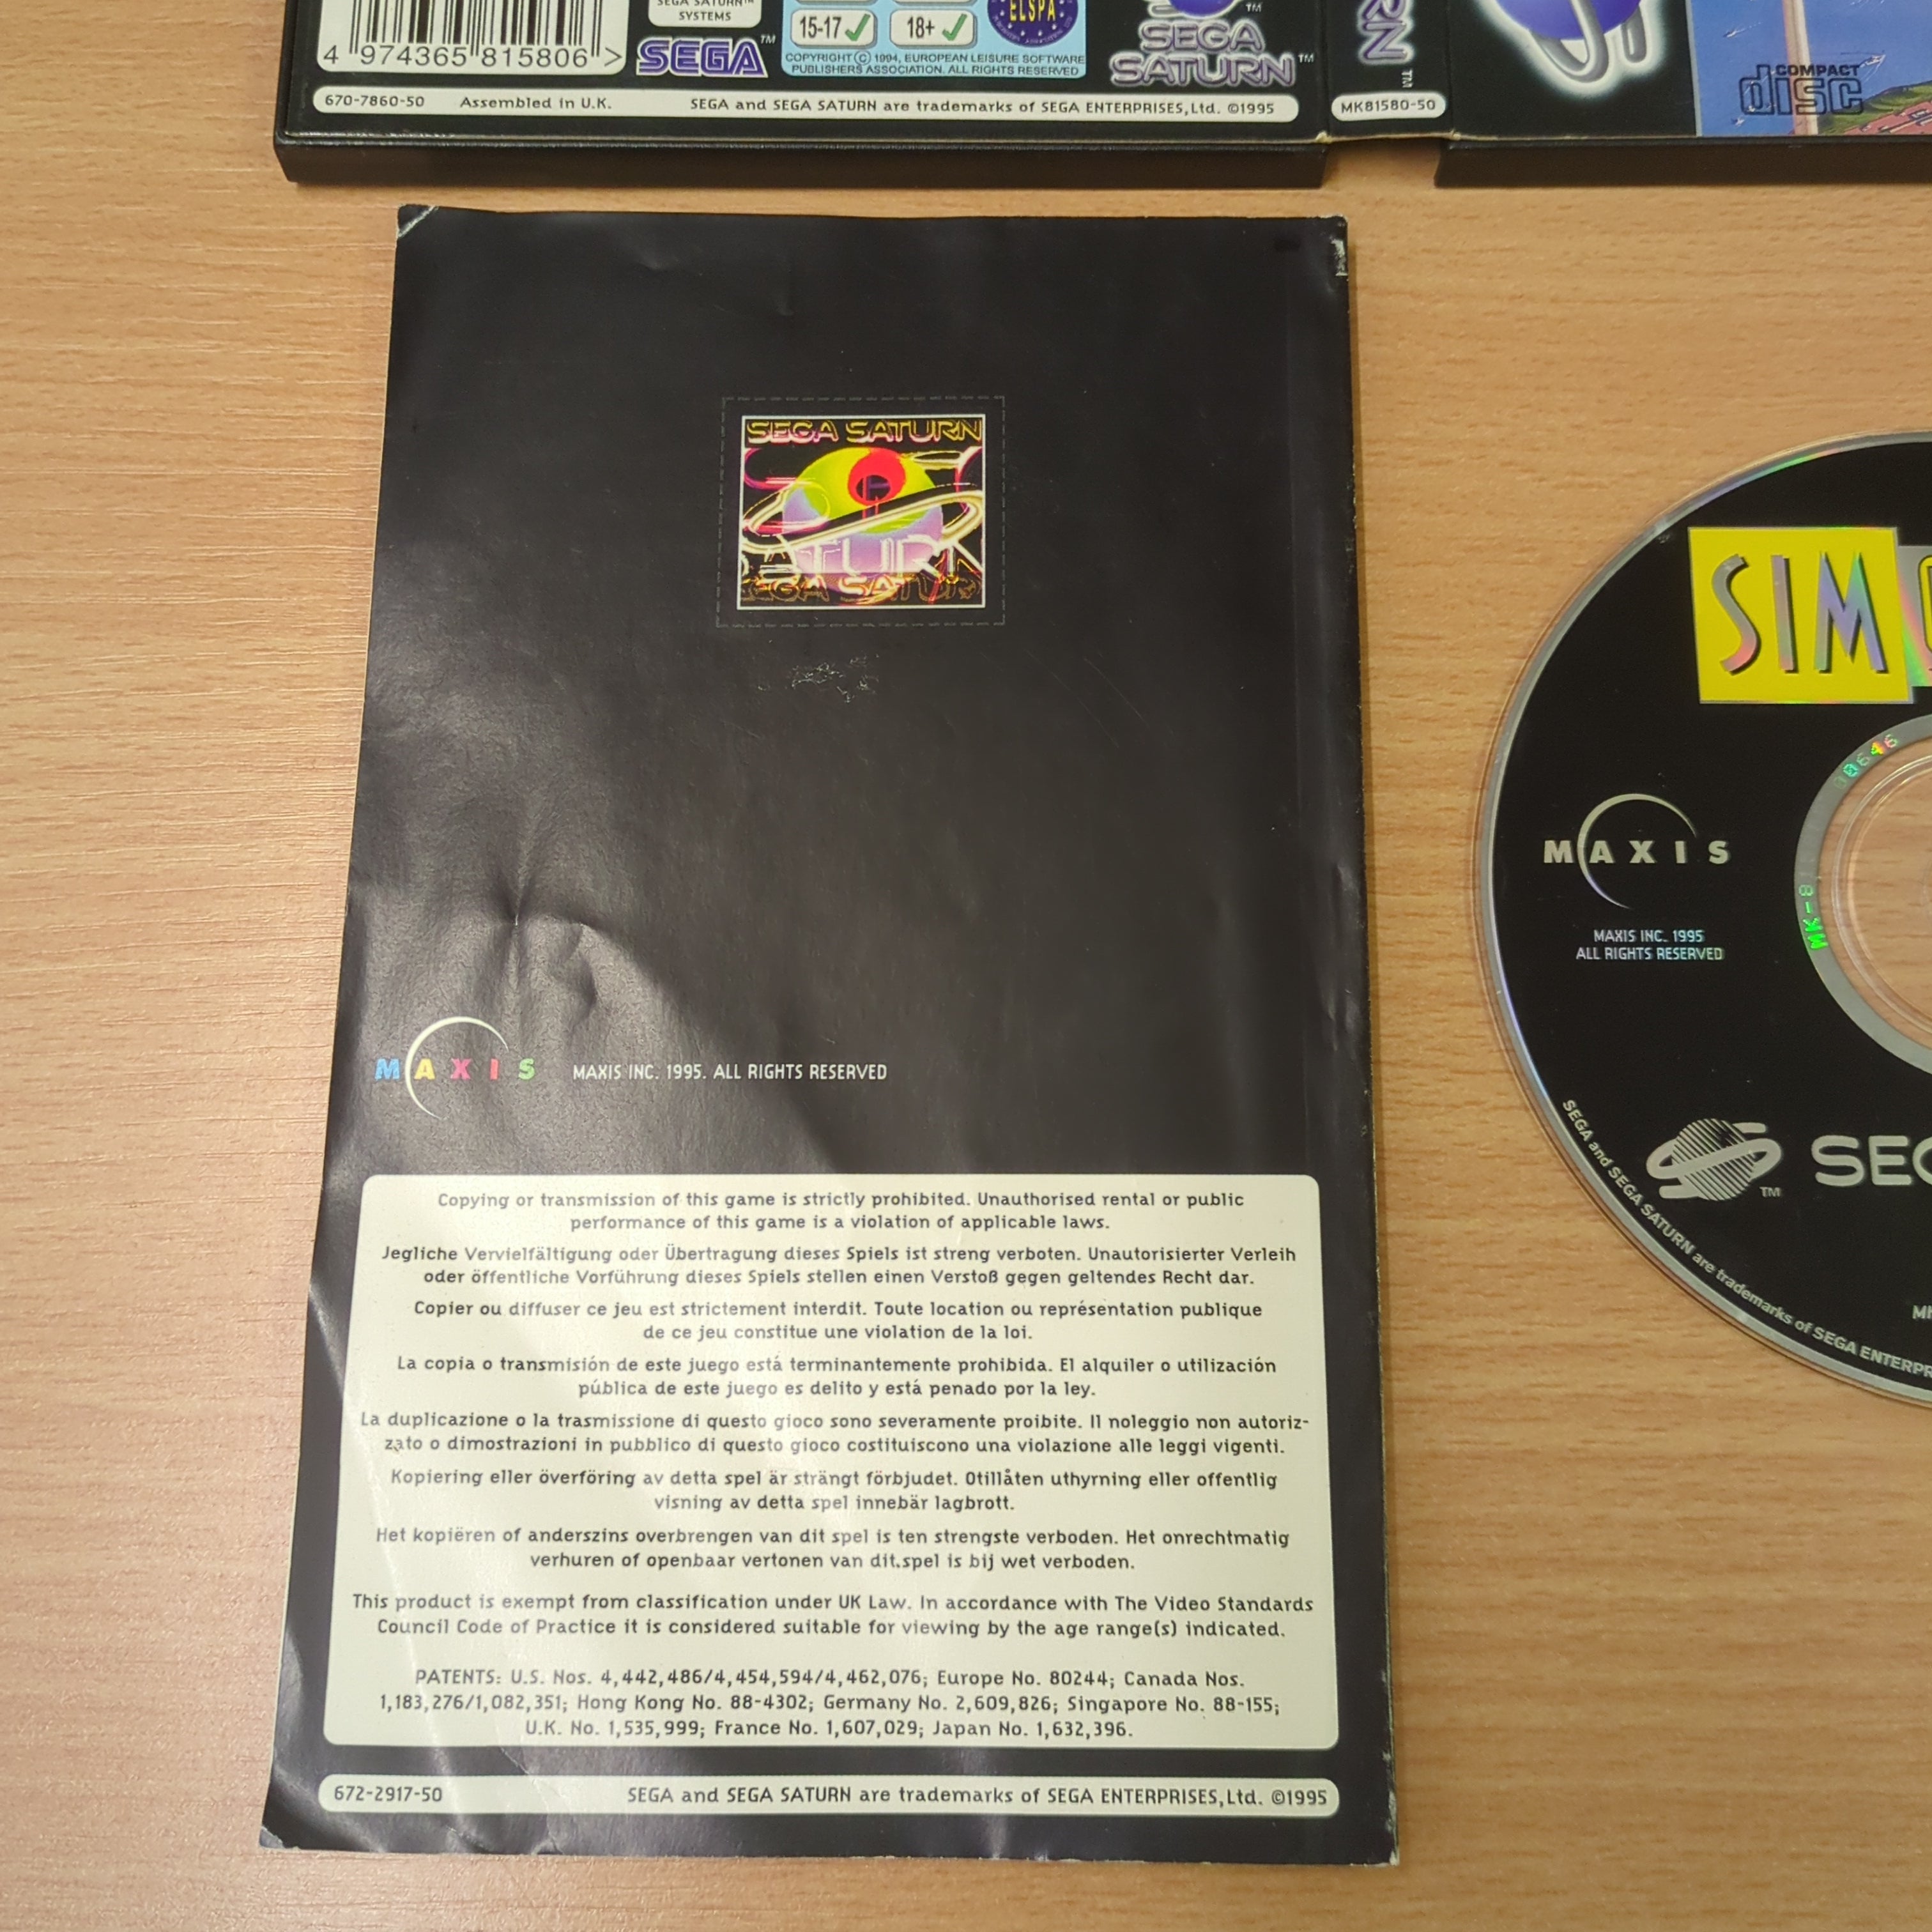 SEGA SATURN™
SYSTEMS
15-17
18+
ELSPA
™
4 974365 815806 >
SEGA™
COPYRIGHT © 1994, EUROPEAN LEISURE SOFTWARE
PUBLISHERS ASSOCIATION. ALL RIGHTS RESERVED
SEGA
SATURN™
670-7860-50 Assembled in U.K. SEGA and SEGA SATURN are trademarks of SEGA ENTERPRISES,Ltd. ©1995
RN™
MK81580-50
COMPACT
disc
SEGA SATURN
MAXIS MAXIS INC. 1995. ALL RIGHTS RESERVED
Copying or transmission of this game is strictly prohibited. Unauthorised rental or public
performance of this game is a violation of applicable laws.
Jegliche Vervielfältigung oder Übertragung dieses Spiels ist streng verboten. Unautorisierter Verleih
oder öffentliche Vorführung dieses Spiels stellen einen Verstoß gegen geltendes Recht dar.
Copier ou diffuser ce jeu est strictement interdit. Toute location ou représentation publique
de ce jeu constitue une violation de la loi.
La copia o transmisión de este juego está terminantemente prohibida. El alquiler o utilización
pública de este juego es delito y está penado por la ley.
La duplicazione o la trasmissione di questo gioco sono severamente proibite. Il noleggio non autoriz-
zato o dimostrazioni in pubblico di questo gioco costituiscono una violazione alle leggi vigenti.
Kopiering eller överföring av detta spel är strängt förbjudet. Otillåten uthyrning eller offentlig
visning av detta spel innebär lagbrott.
Het kopiëren of anderszins overbrengen van dit spel is ten strengste verboden. Het onrechtmatig
verhuren of openbaar vertonen van dit spel is bij wet verboden.
This product is exempt from classification under UK Law. In accordance with The Video Standards
Council Code of Practice it is considered suitable for viewing by the age range(s) indicated.
PATENTS: U.S. Nos. 4,442,486/4,454,594/4,462,076; Europe No. 80244; Canada Nos.
1,183,276/1,082,351; Hong Kong No. 88-4302; Germany No. 2,609,826; Singapore No. 88-155;
U.K. No. 1,535,999; France No. 1,607,029; Japan No. 1,632,396.
672-2917-50 SEGA and SEGA SATURN are trademarks of SEGA ENTERPRISES,Ltd. ©1995
SIM
MAXIS
MAXIS INC. 1995
ALL RIGHTS RESERVED
MK-8
™ SEG
SEGA and SEGA SATURN are trademarks of SEGA ENTERPR